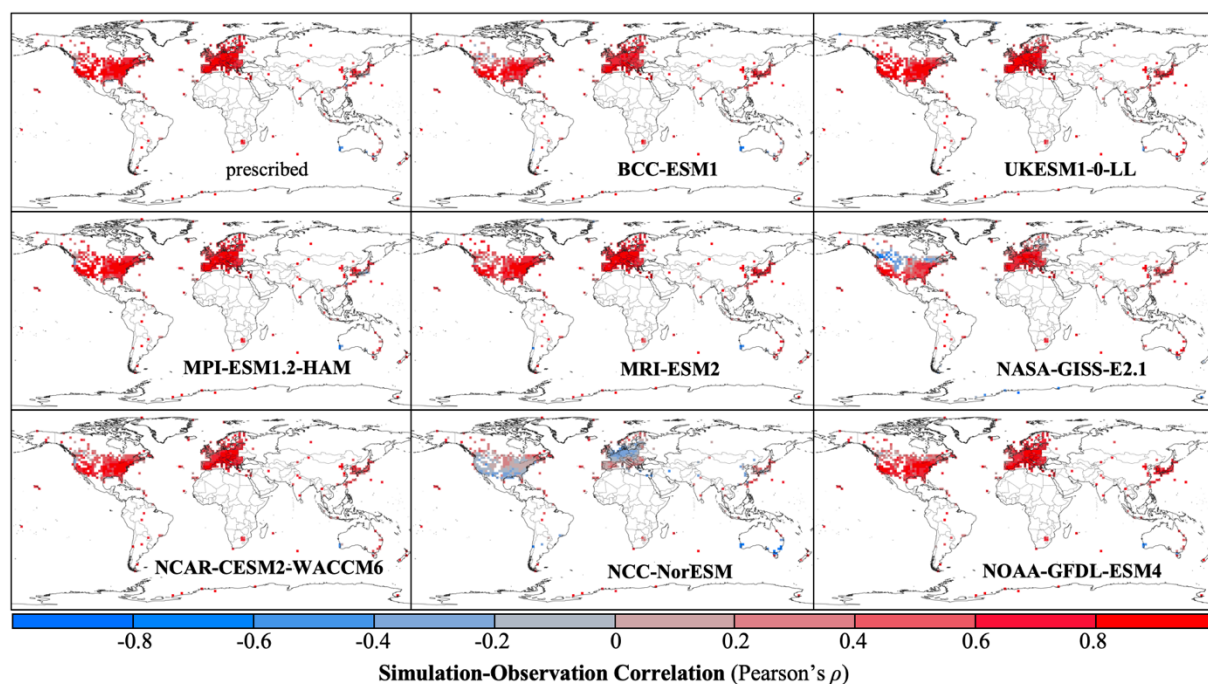 prescribed
BCC-ESM1
UKESM1-0-LL
MPI-ESM1.2-HAM
MRI-ESM2
NASA-GISS-E2.1
NCAR-CESM2-WACCM6
NCC-NorESM
NOAA-GFDL-ESM4
-0.8 -0.6 -0.4 -0.2 0 0.2 0.4 0.6 0.8
Simulation-Observation Correlation (Pearson's ρ)